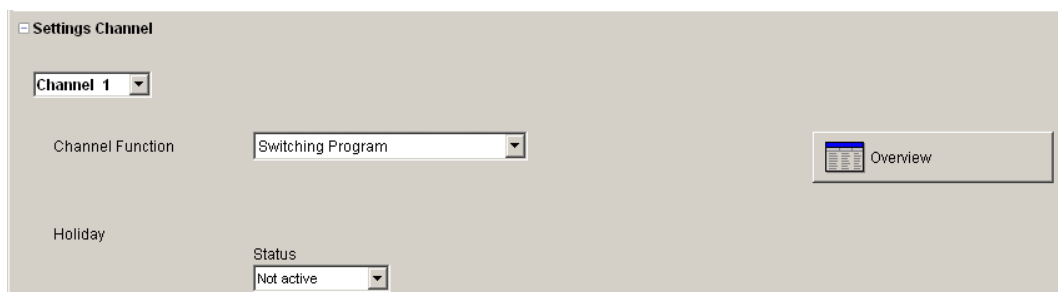 Settings Channel
Channel 1
Channel Function
Switching Program
Overview
Holiday
Status
Not active